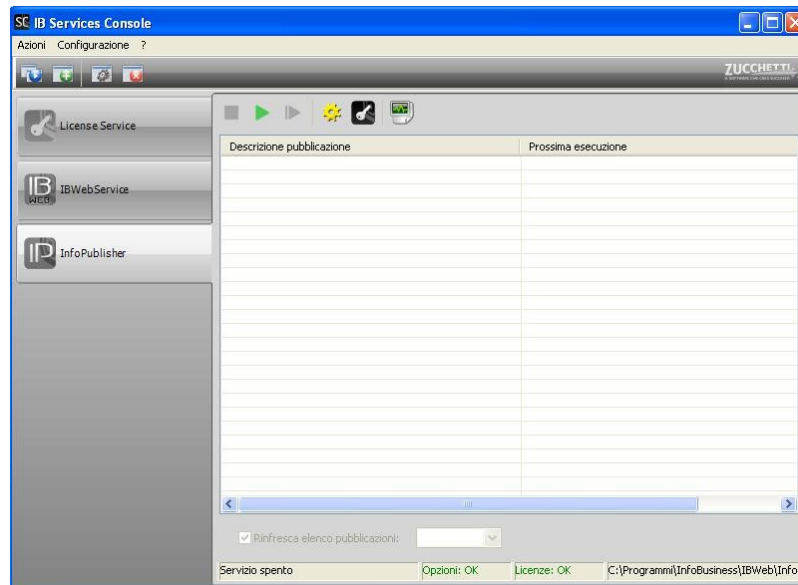 SC IB Services Console
Azioni Configurazione ?
ZUCCHETTI
License Service
IB WEB IBWebService
IP InfoPublisher
Descrizione pubblicazione Prossima esecuzione
Rinfresca elenco pubblicazioni:
Servizio spento Opzioni: OK Licenze: OK C:\Programmi\InfoBusiness\IBWeb\Info